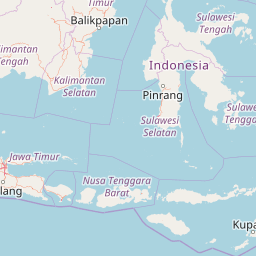 Timur
Balikpapan
Sulawesi
Tengah
Kalimantan
Tengah
Indonesia
Kalimantan
Selatan
Pinrang
Sulawesi
Selatan
Sulawesi
Tengga
Jawa Timur
lang
Nusa Tenggara
Barat
Kupa